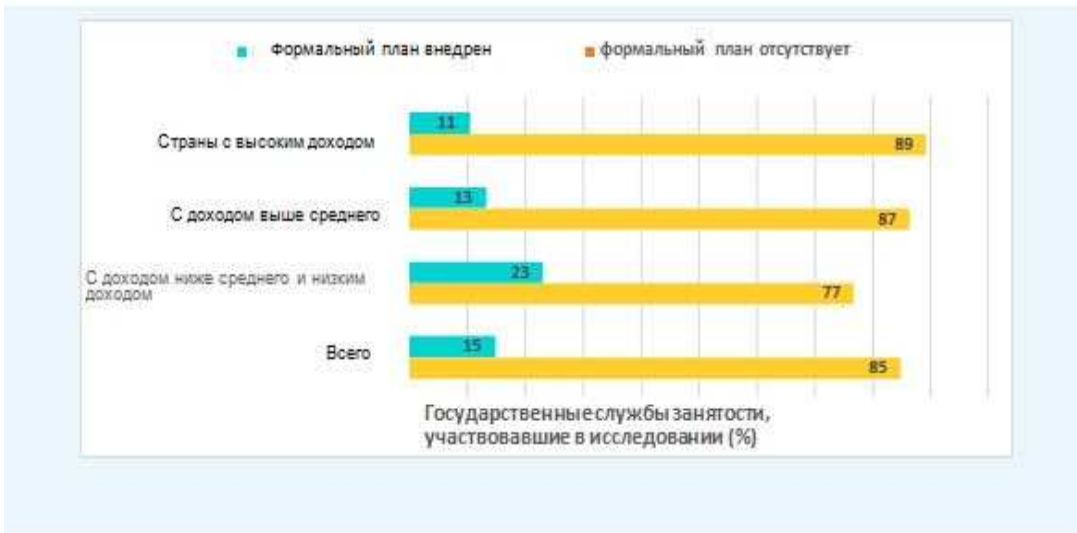 Формальный план внедрен
формальный план отсутствует
11
Страны с высоким доходом
89
13
С доходом выше среднего
87
23
С доходом ниже среднего и низким
доходом
77
15
Всего
85
Государственные службы занятости,
участвовавшие в исследовании (%)